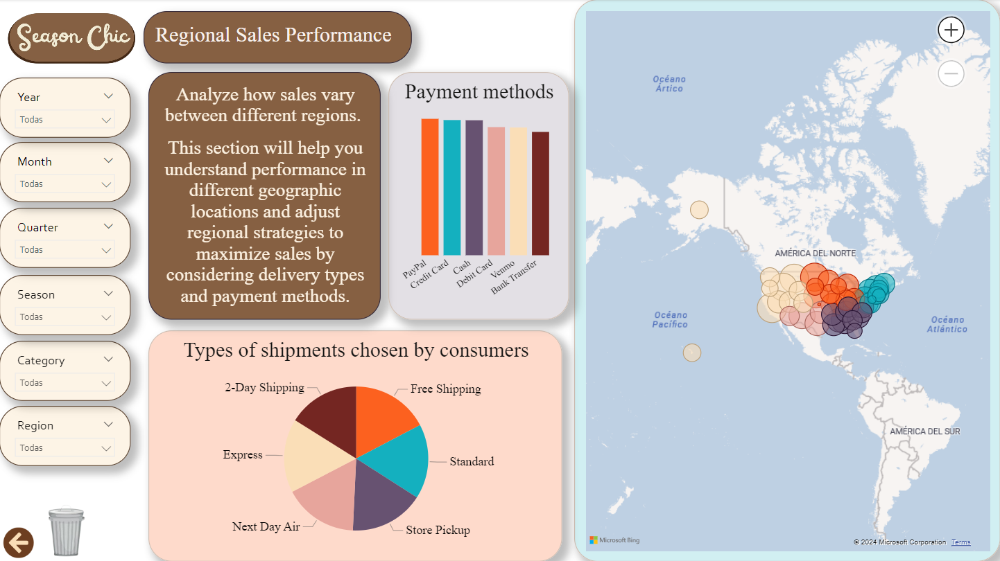 Season Chic
Regional Sales Performance
Year
Todas
Month
Todas
Quarter
Todas
Season
Todas
Category
Todas
Region
Todas
Analyze how sales vary
between different regions.
This section will help you
understand performance in
different geographic
locations and adjust
regional strategies to
maximize sales by
considering delivery types
and payment methods.
Payment methods
PayPal
Credit Card
Cash
Debit Card
Venmo
Bank Transfer
Types of shipments chosen by consumers
2-Day Shipping
Free Shipping
Express
Standard
Next Day Air
Store Pickup
Océano
Ártico
AMÉRICA DEL NORTE
Océano
Pacífico
Océano
Atlántico
AMÉRICA DEL SUR
Microsoft Bing
© 2024 Microsoft Corporation Terms